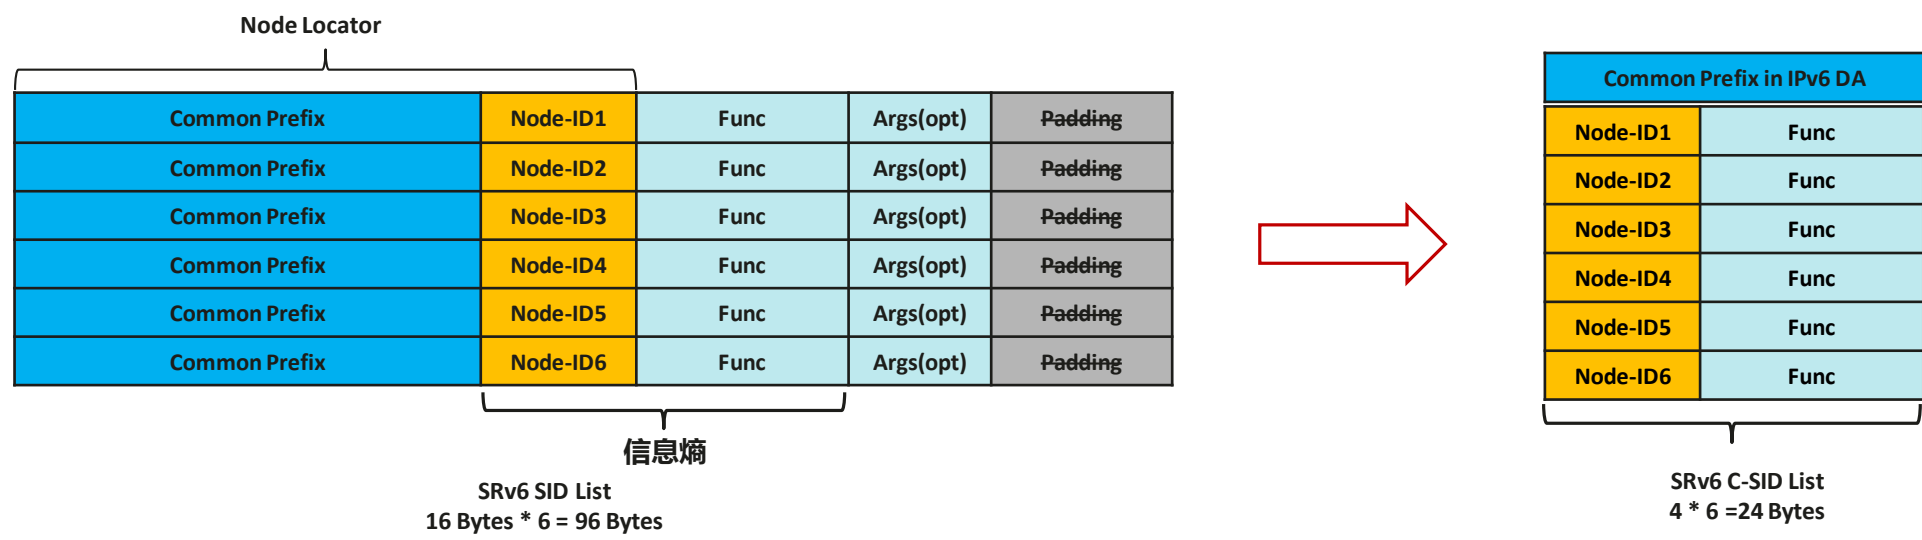 Node Locator
Common Prefix Node-ID1 Func Args(opt) Padding
Common Prefix Node-ID2 Func Args(opt) Padding
Common Prefix Node-ID3 Func Args(opt) Padding
Common Prefix Node-ID4 Func Args(opt) Padding
Common Prefix Node-ID5 Func Args(opt) Padding
Common Prefix Node-ID6 Func Args(opt) Padding
信息熵
SRv6 SID List
16 Bytes * 6 = 96 Bytes
Common Prefix in IPv6 DA
Node-ID1 Func
Node-ID2 Func
Node-ID3 Func
Node-ID4 Func
Node-ID5 Func
Node-ID6 Func
SRv6 C-SID List
4 * 6 =24 Bytes